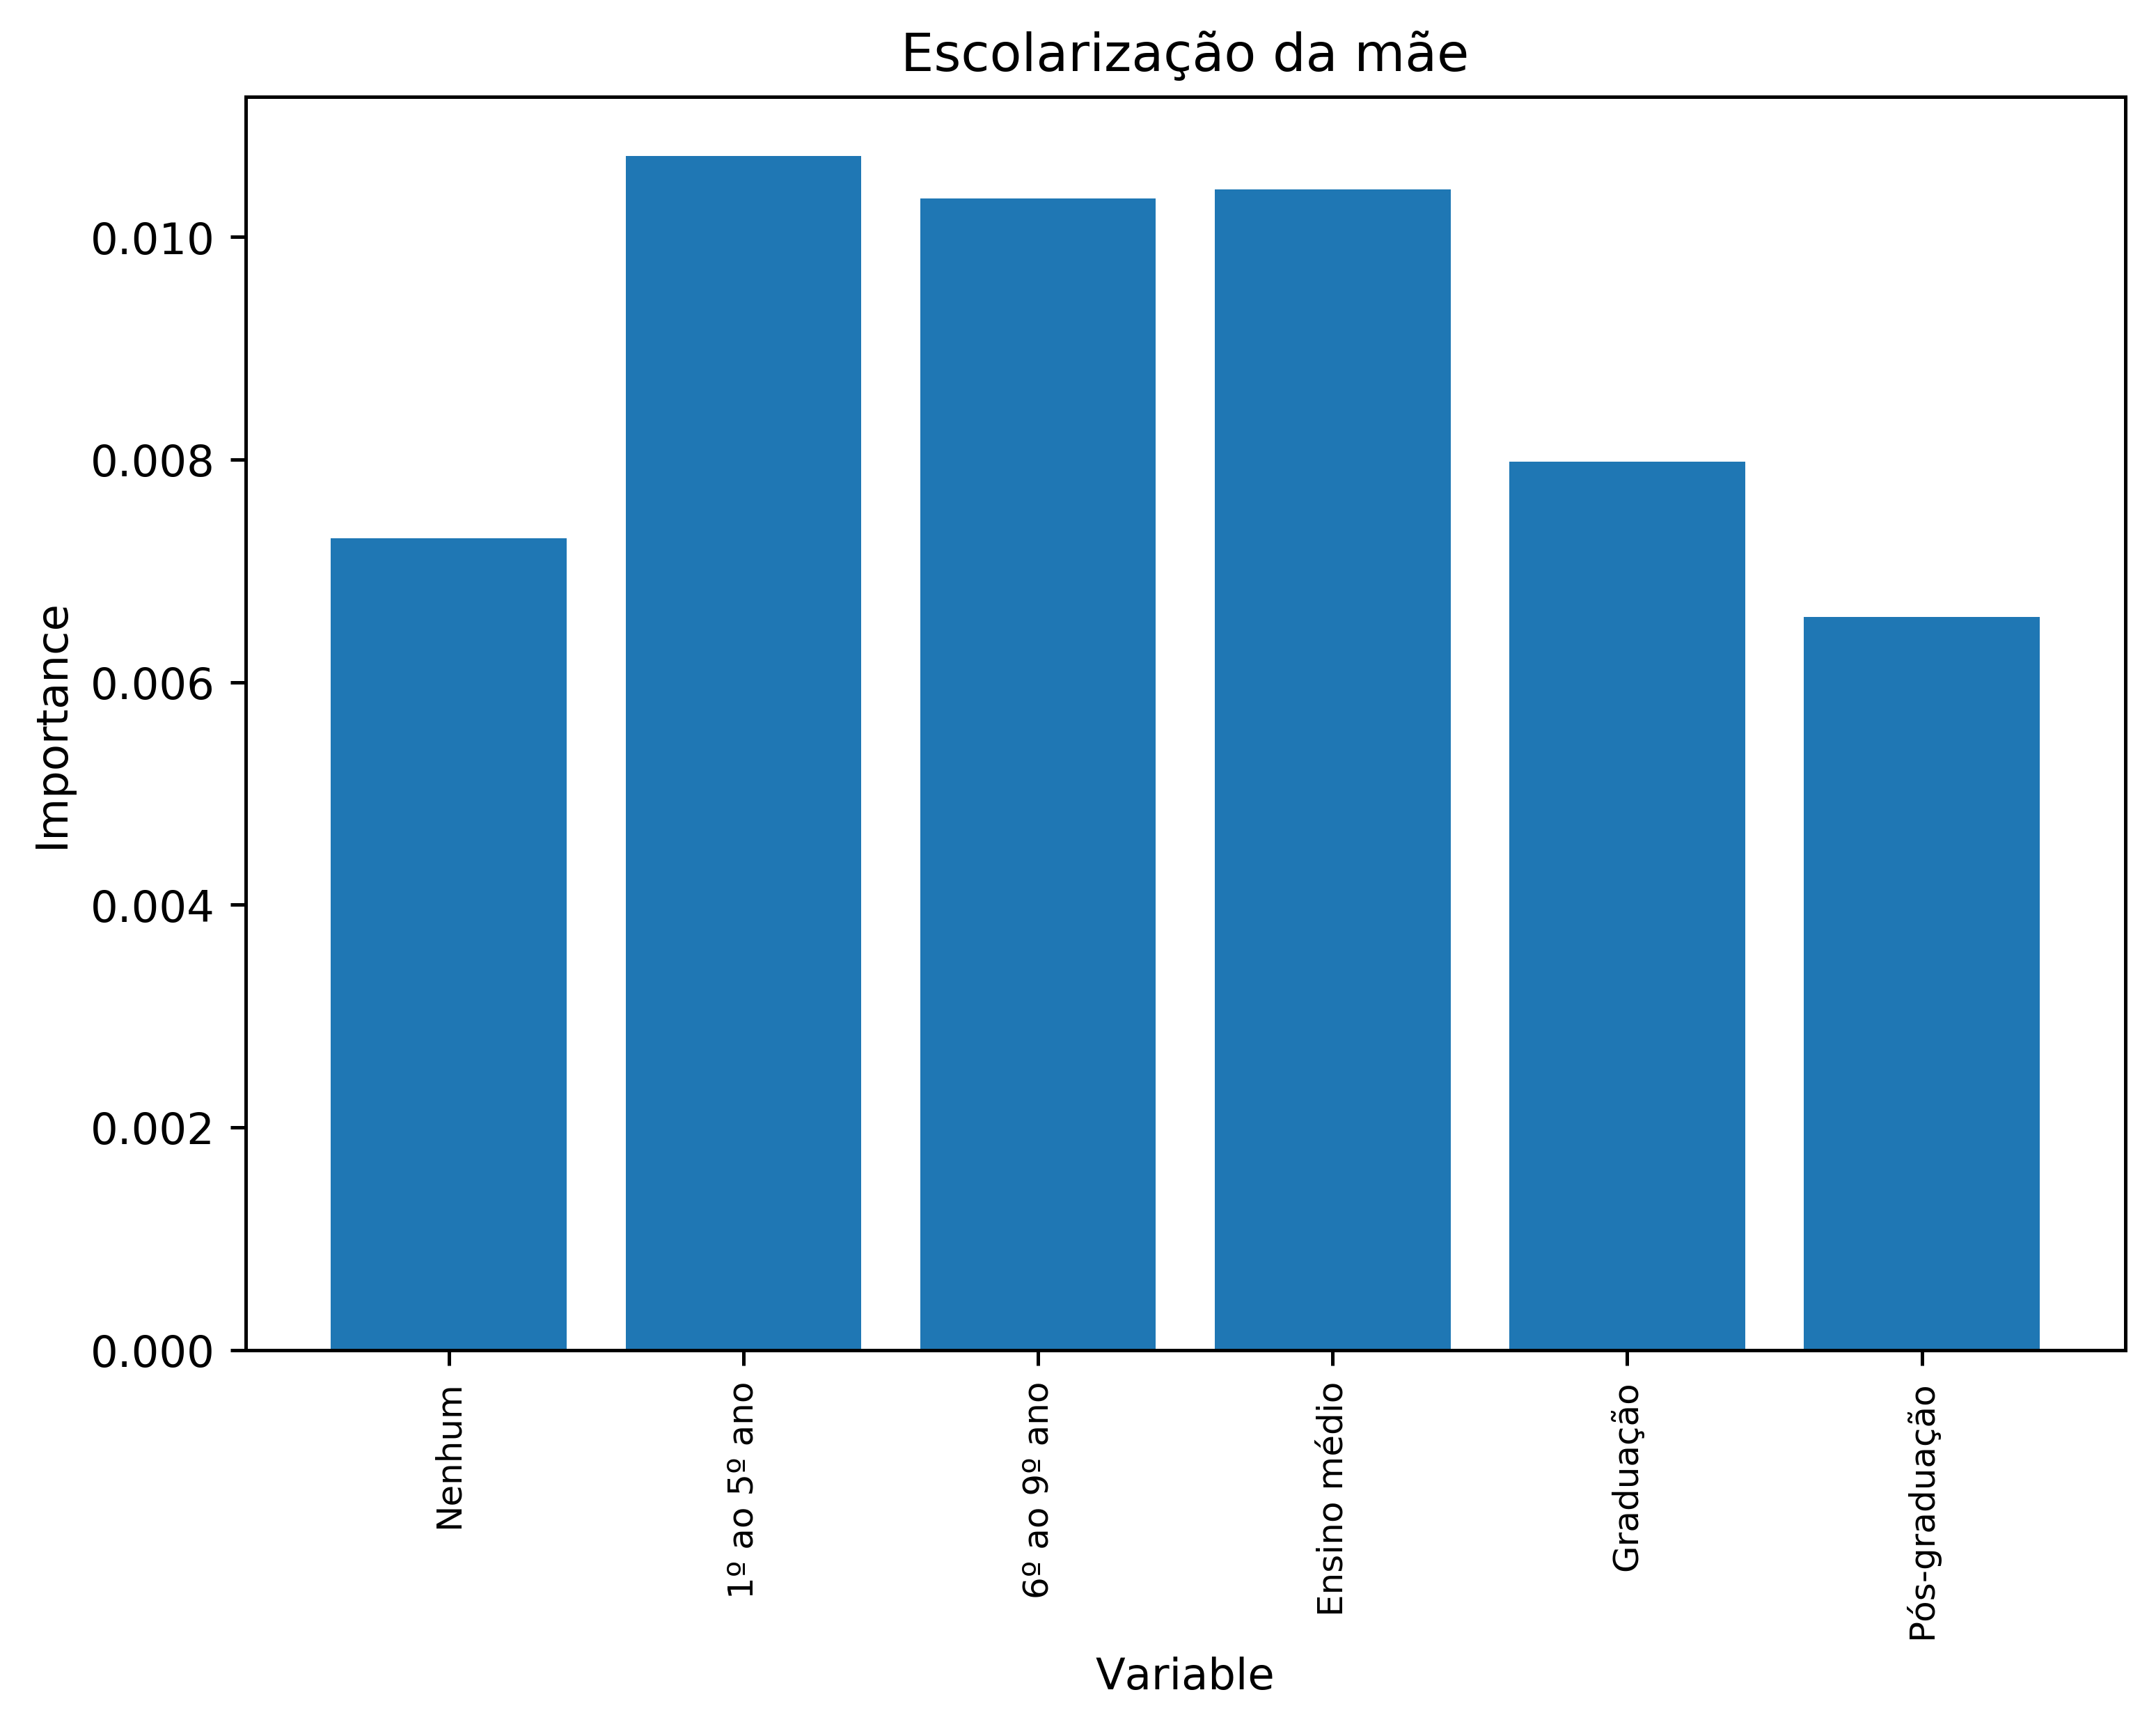 Escolarização da mãe
Importance
0.010
0.008
0.006
0.004
0.002
0.000
Nenhum
1º ao 5º ano
6º ao 9º ano
Ensino médio
Graduação
Pós-graduação
Variable